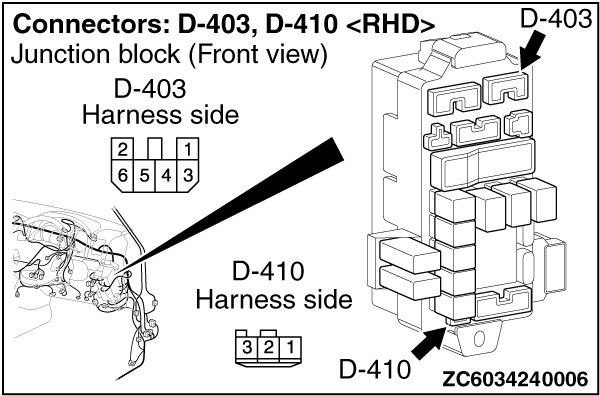 Connectors: D-403, D-410 <RHD>
Junction block (Front view)
D-403
D-403
Harness side
2 1
6 5 4 3
D-410
Harness side
3 2 1
D-410
ZC6034240006